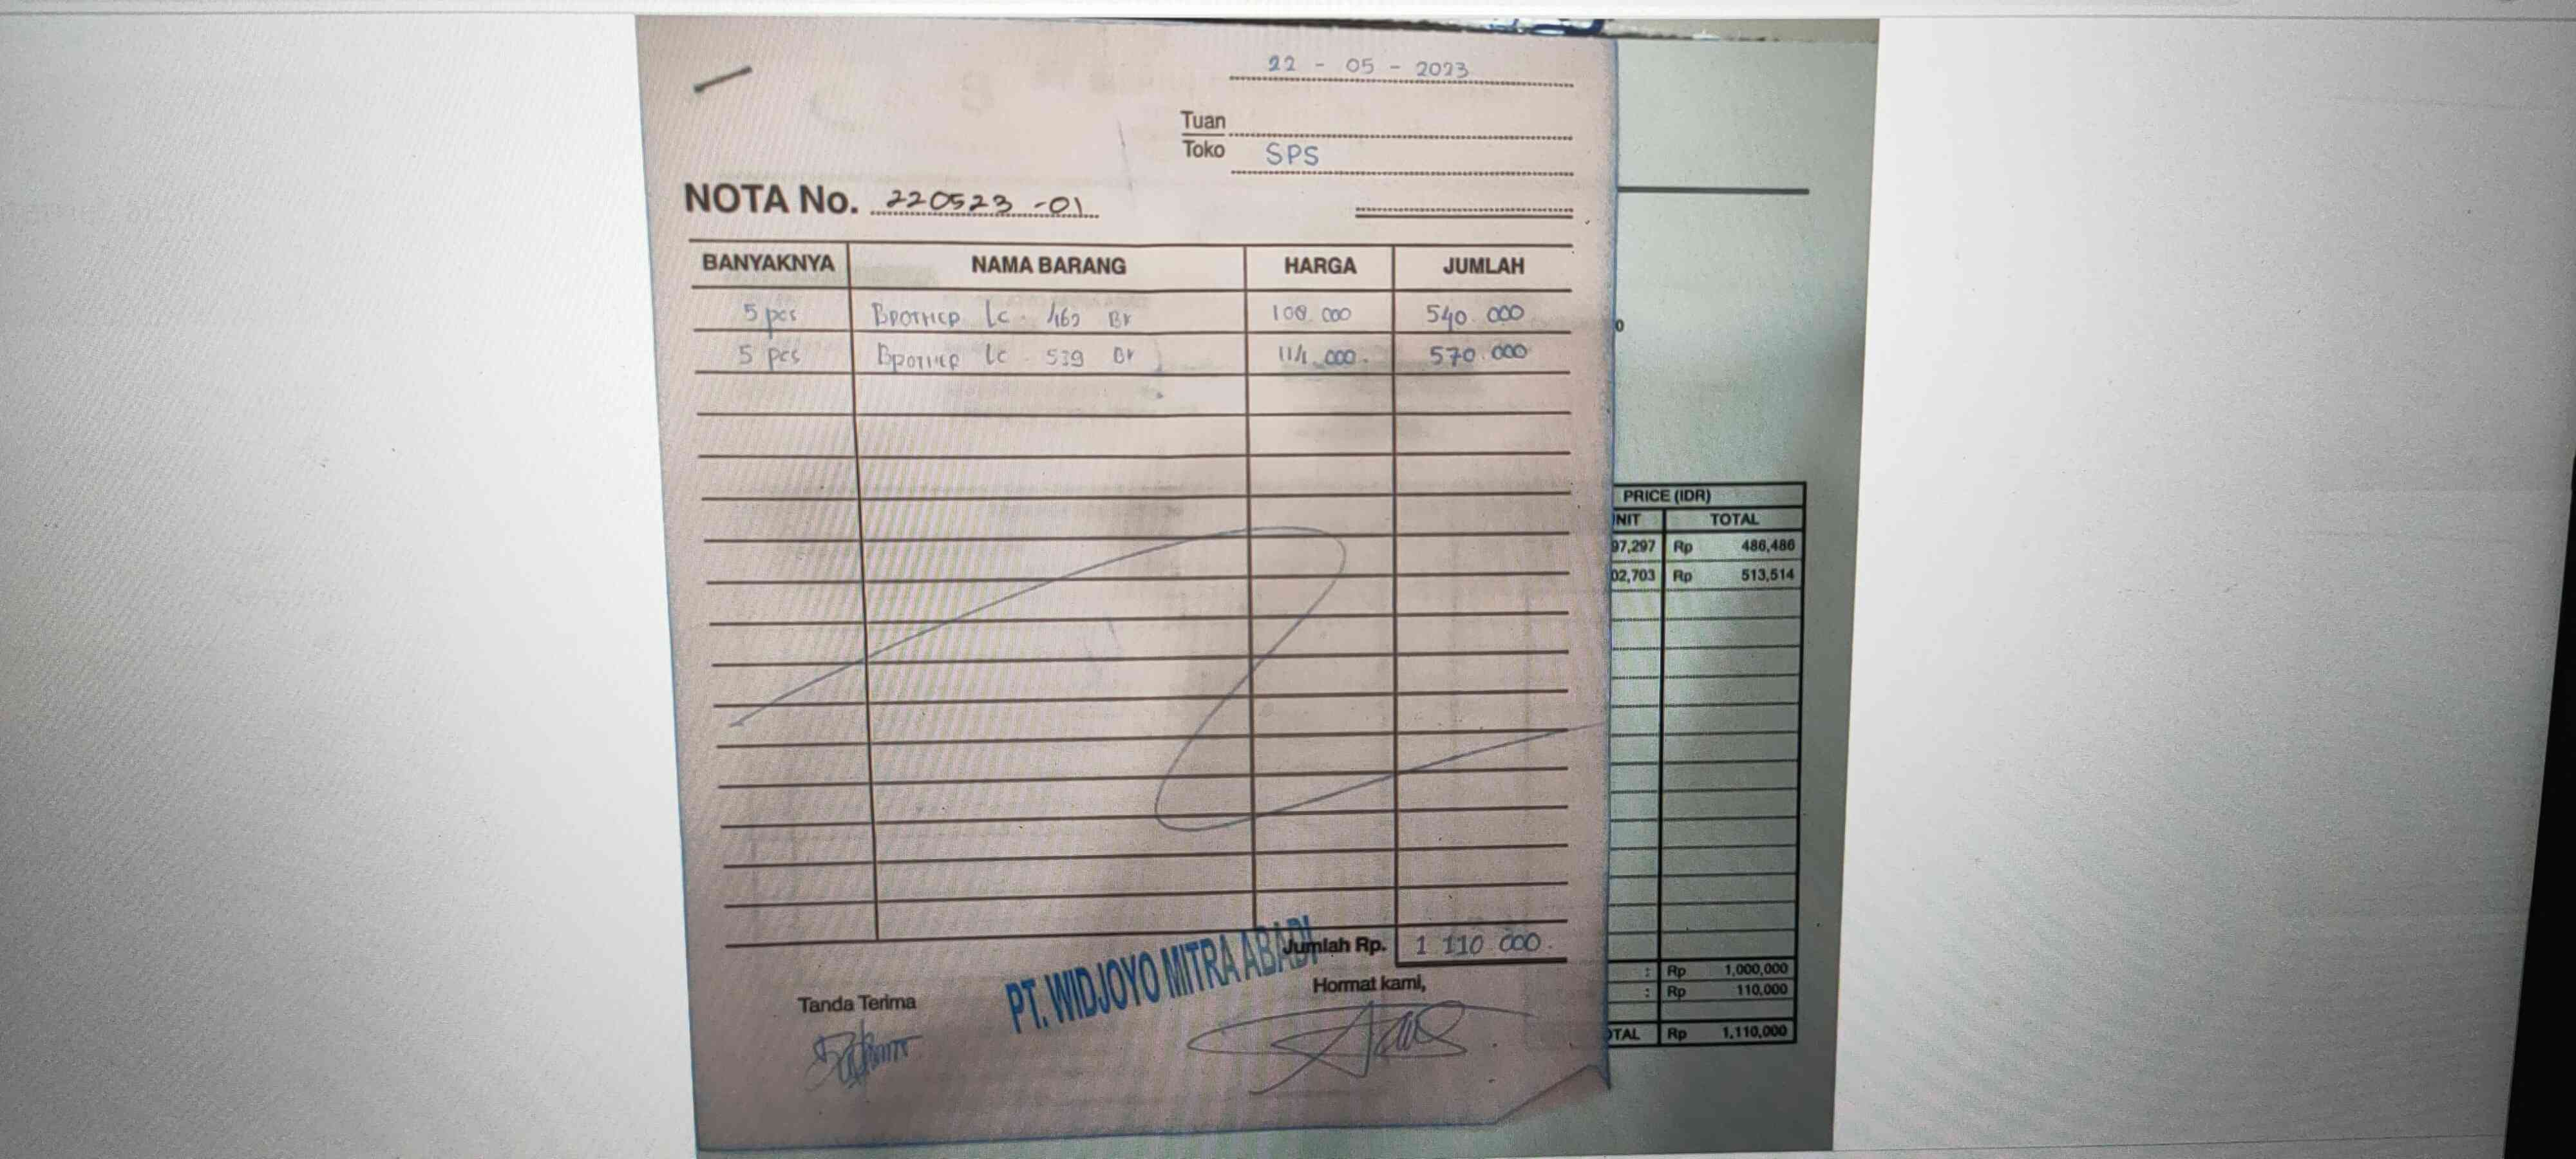 22 - 05 - 2023
Tuan
Toko SPS
NOTA No. 220523 -01
BANYAKNYA NAMA BARANG HARGA JUMLAH
5 pcs Brother LC - BK 108.000 540.000
5 pcs Brother LC - 539 BK 114.000. 570.000
Jumlah Rp. 1 110 000.
PT. WIDJOYO MITRA ABADI
Tanda Terima Hormat kami,
0
PRICE (IDR)
NIT TOTAL
97,297 Rp 486,486
02,703 Rp 513,514
: Rp 1,000,000
: Rp 110,000
OTAL Rp 1,110,000